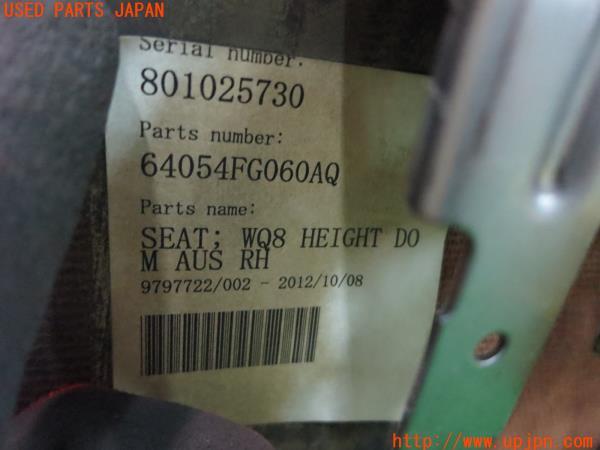 USED PARTS JAPAN
Serial number:
801025730
Parts number:
64054FG060AQ
Parts name:
SEAT; WQ8 HEIGHT DO
M AUS RH
9797722/002 - 2012/10/08
http://www.upjpn.com/